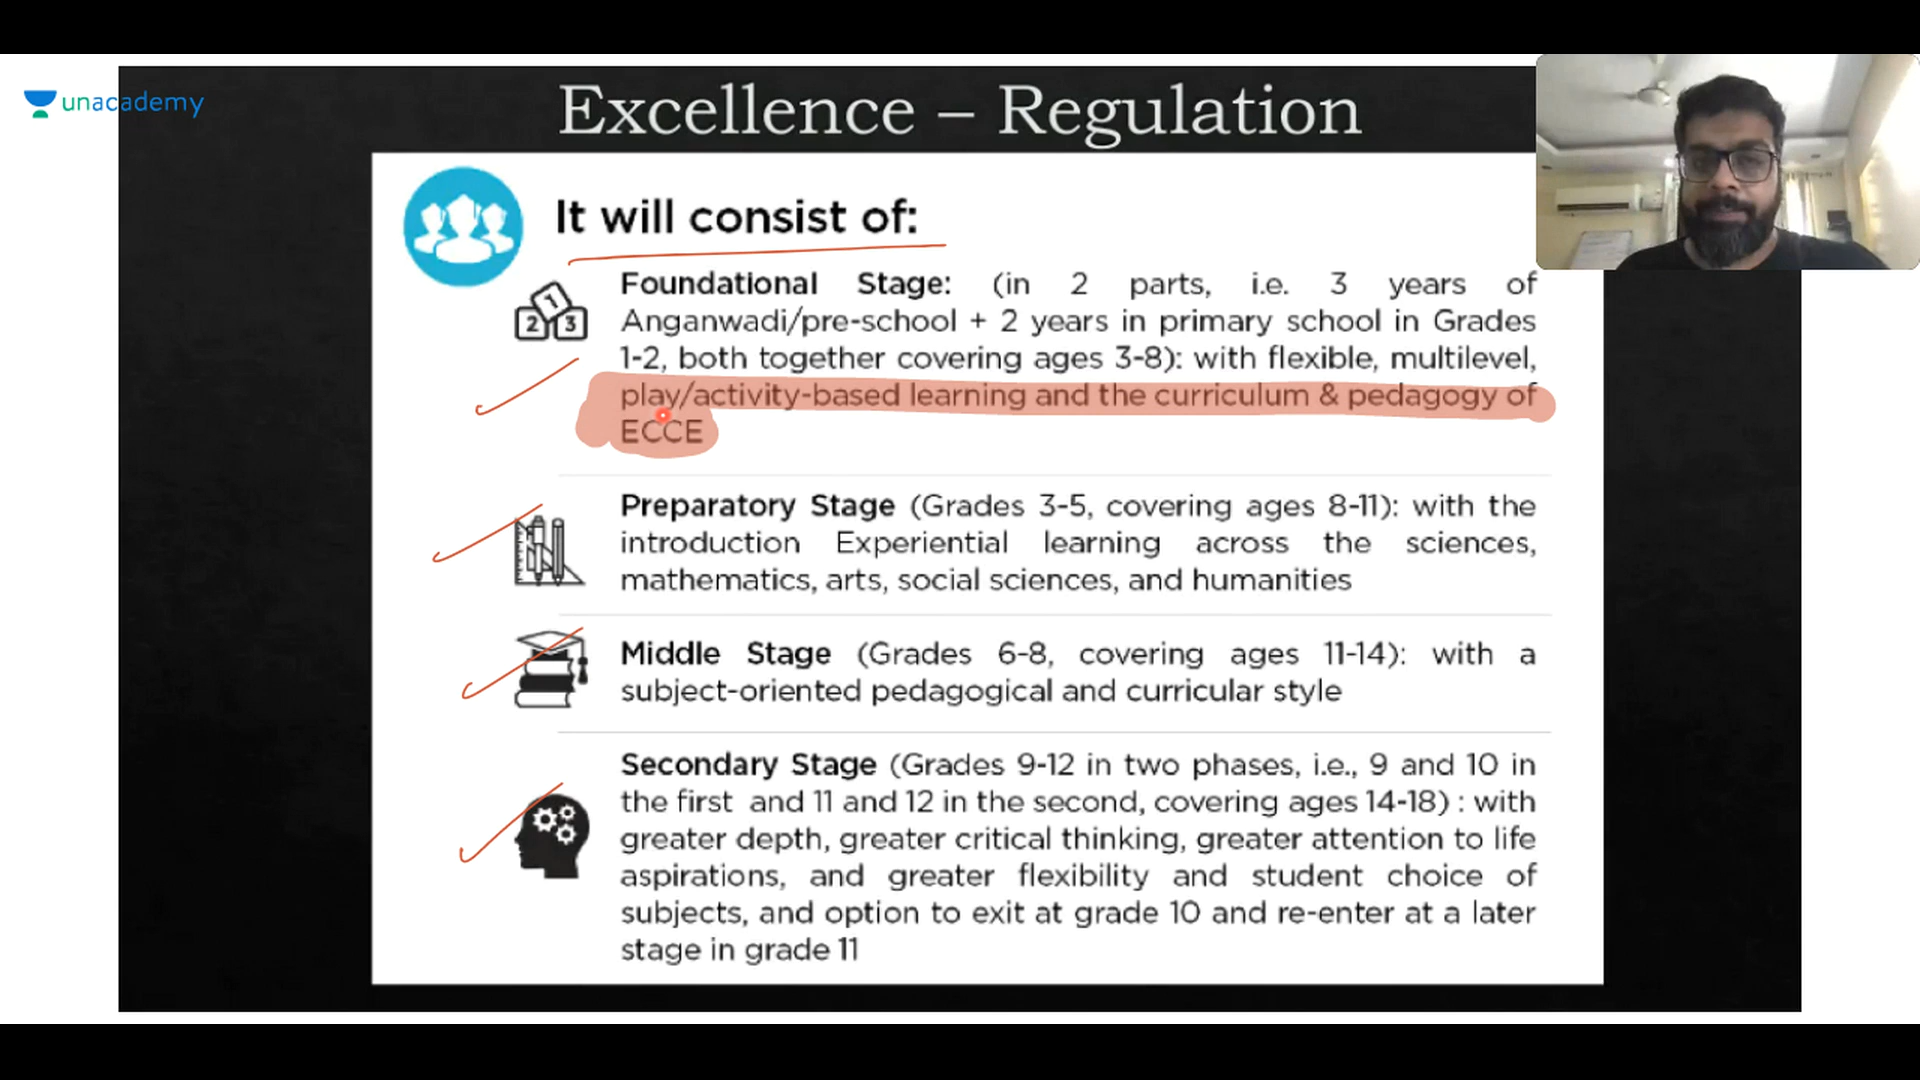 unacademy
Excellence – Regulation
It will consist of:
Foundational Stage: (in 2 parts, i.e. 3 years of
Anganwadi/pre-school + 2 years in primary school in Grades
1-2, both together covering ages 3-8): with flexible, multilevel,
play/activity-based learning and the curriculum & pedagogy of
ECCE
Preparatory Stage (Grades 3-5, covering ages 8-11): with the
introduction Experiential learning across the sciences,
mathematics, arts, social sciences, and humanities
Middle Stage (Grades 6-8, covering ages 11-14): with a
subject-oriented pedagogical and curricular style
Secondary Stage (Grades 9-12 in two phases, i.e., 9 and 10 in
the first and 11 and 12 in the second, covering ages 14-18) : with
greater depth, greater critical thinking, greater attention to life
aspirations, and greater flexibility and student choice of
subjects, and option to exit at grade 10 and re-enter at a later
stage in grade 11
1
2 3